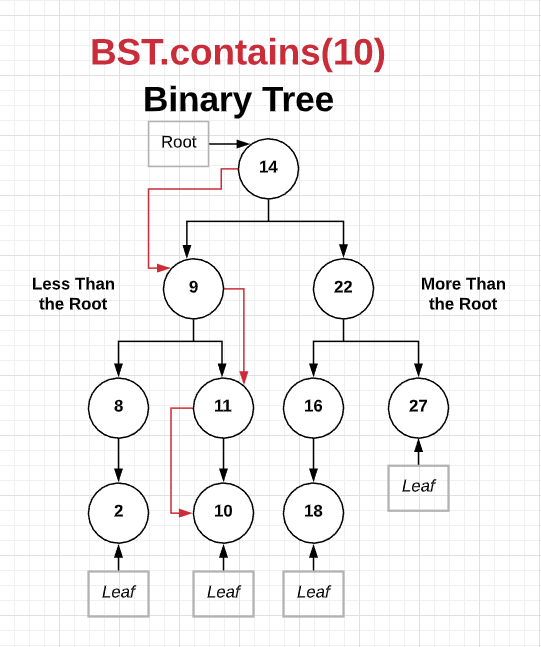 BST.contains(10)
Binary Tree
Root
14
9
22
Less Than
the Root
More Than
the Root
8
11
16
27
Leaf
2
10
18
Leaf
Leaf
Leaf